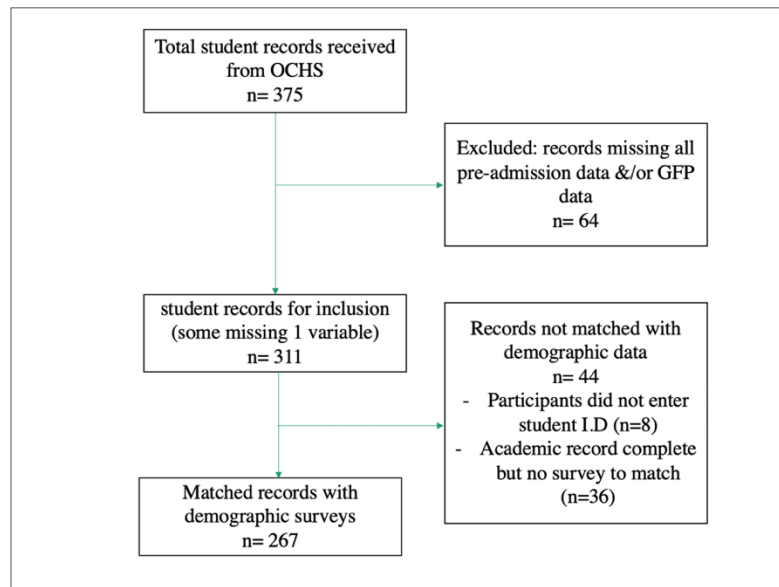 Total student records received
from OCHS
n= 375
Excluded: records missing all
pre-admission data &/or GFP
data
n= 64
student records for inclusion
(some missing 1 variable)
n= 311
Records not matched with
demographic data
n= 44
- Participants did not enter
student I.D (n=8)
- Academic record complete
but no survey to match
(n=36)
Matched records with
demographic surveys
n= 267